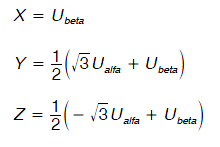 X = U_beta
Y = 1/2(√3 U_alfa + U_beta)
Z = 1/2(- √3 U_alfa + U_beta)